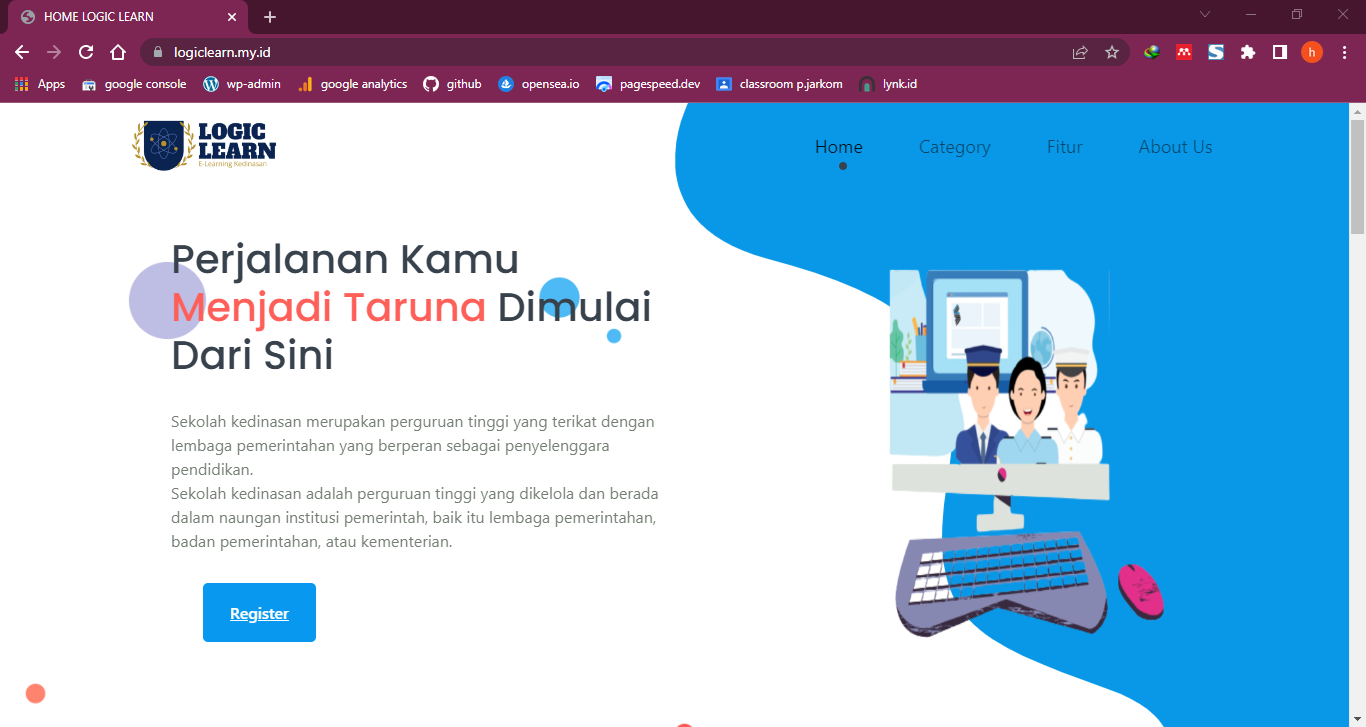 HOME LOGIC LEARN
logiclearn.my.id
h
Apps
google console
wp-admin
google analytics
github
opensea.io
pagespeed.dev
classroom p.jarkom
lynk.id
LOGIC
LEARN
E-Learning Kedinasan
Home
Category
Fitur
About Us
Perjalanan Kamu
Menjadi Taruna Dimulai
Dari Sini
Sekolah kedinasan merupakan perguruan tinggi yang terikat dengan
lembaga pemerintahan yang berperan sebagai penyelenggara
pendidikan.
Sekolah kedinasan adalah perguruan tinggi yang dikelola dan berada
dalam naungan institusi pemerintah, baik itu lembaga pemerintahan,
badan pemerintahan, atau kementerian.
Register